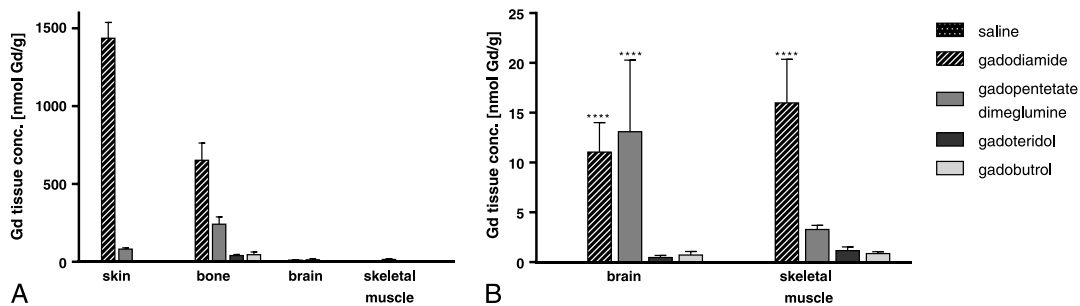 Gd tissue conc. [nmol Gd/g]
1500
1000
500
0
skin
bone
brain
skeletal
muscle
A
Gd tissue conc. [nmol Gd/g]
25
20
15
10
5
0
****
****
****
brain
skeletal
muscle
B
saline
gadodiamide
gadopentetate
dimeglumine
gadoteridol
gadobutrol